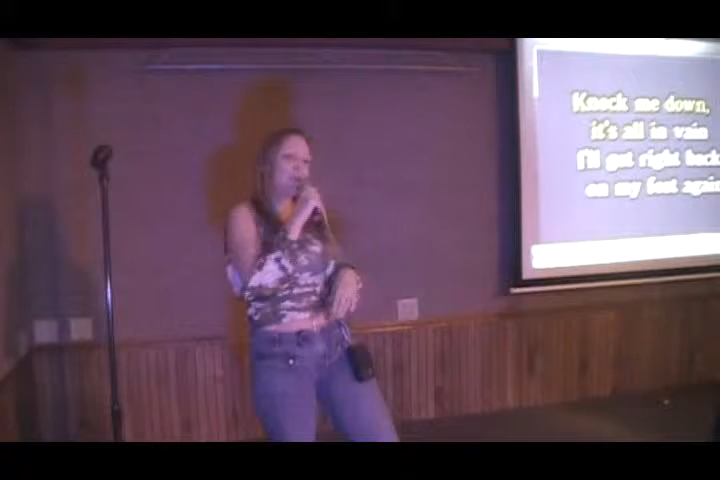 Knock me down,
it's all in vain
I'll get right back
on my feet again